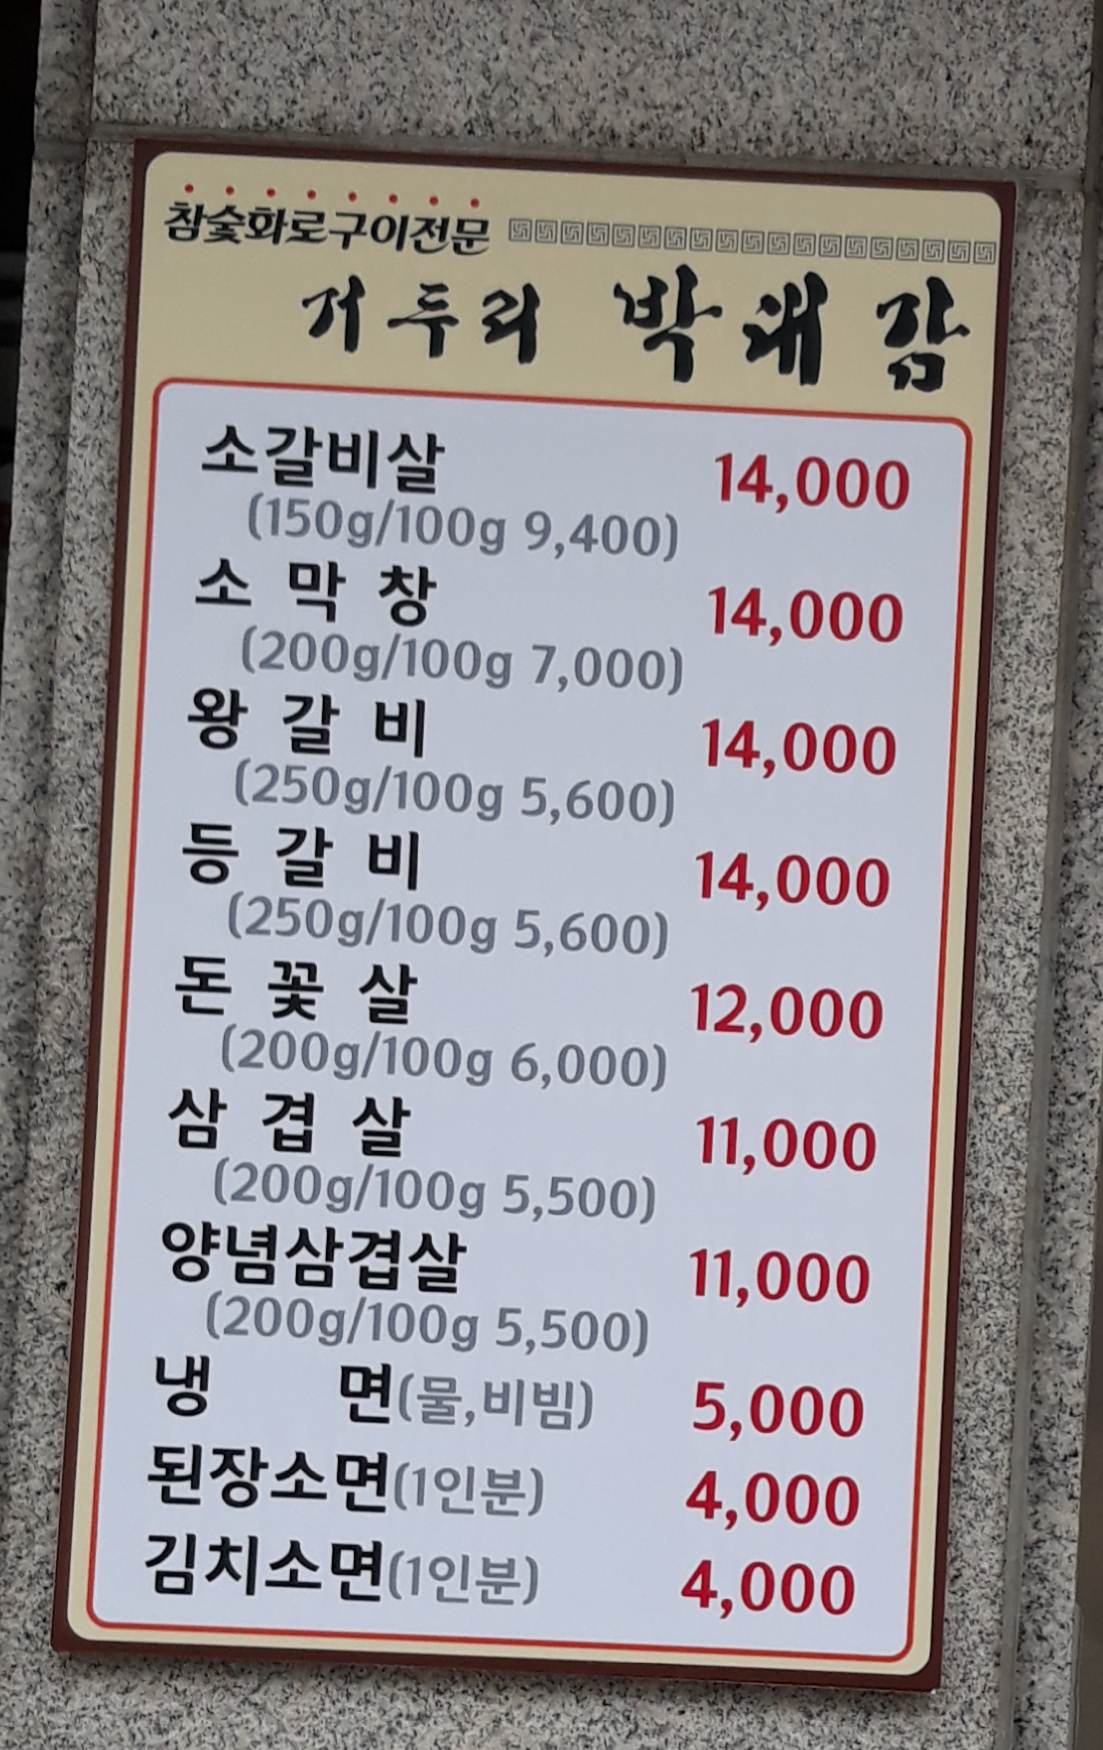 참숯화로구이전문
거두리 박대감
소갈비살 14,000
(150g/100g 9,400)
소 막 창 14,000
(200g/100g 7,000)
왕 갈 비 14,000
(250g/100g 5,600)
등 갈 비 14,000
(250g/100g 5,600)
돈 꽃 살 12,000
(200g/100g 6,000)
삼 겹 살 11,000
(200g/100g 5,500)
양념삼겹살 11,000
(200g/100g 5,500)
냉 면(물,비빔) 5,000
된장소면(1인분) 4,000
김치소면(1인분) 4,000